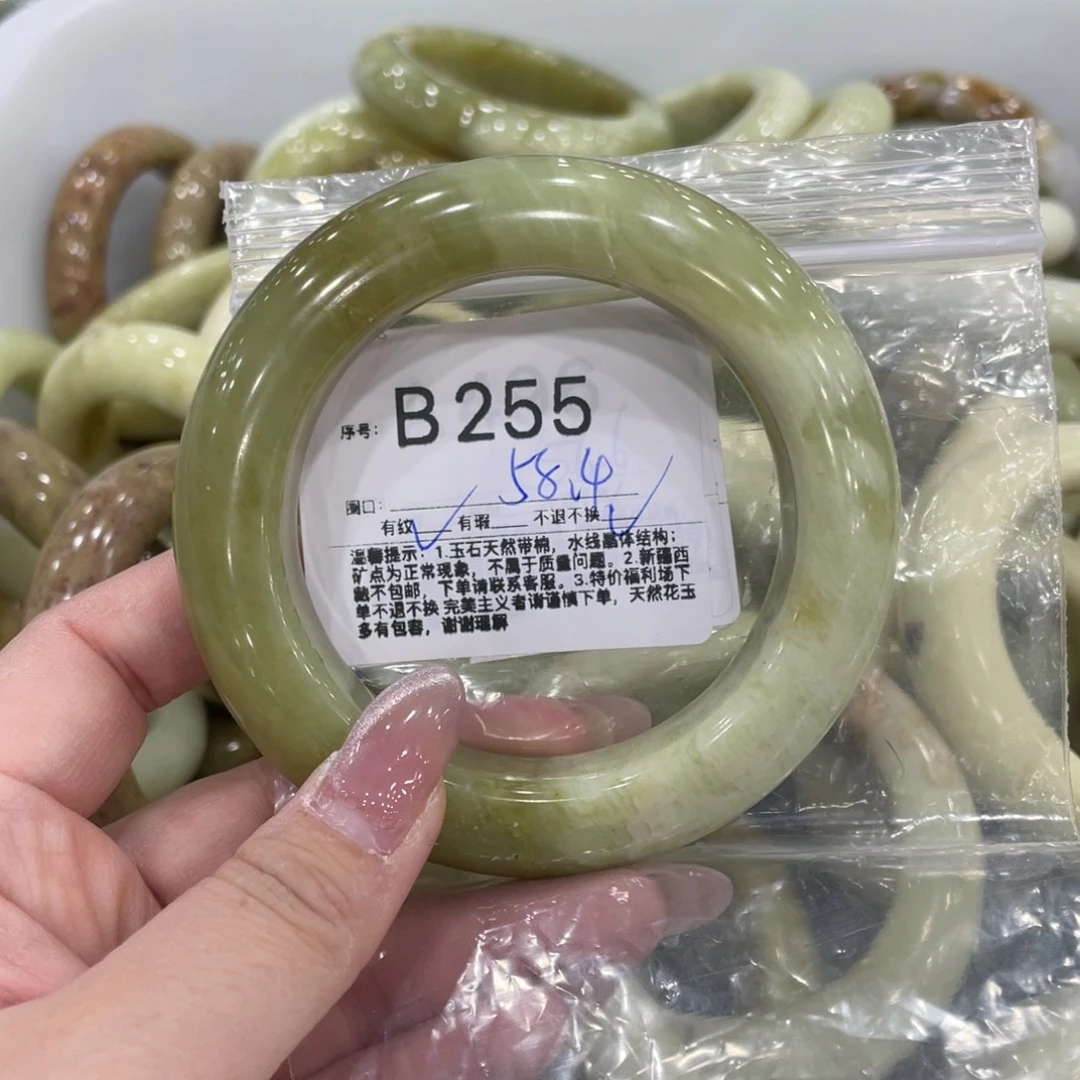 序号: B255
圈口: 58.4
有纹✓ 有瑕____ 不退不换✓
温馨提示: 1.玉石天然带棉, 水线晶体结构;
矿点为正常现象, 不属于质量问题。2.新疆西
藏不包邮, 下单请联系客服。3.特价福利场下
单不退不换 完美主义者请谨慎下单, 天然花玉
多有包容, 谢谢理解